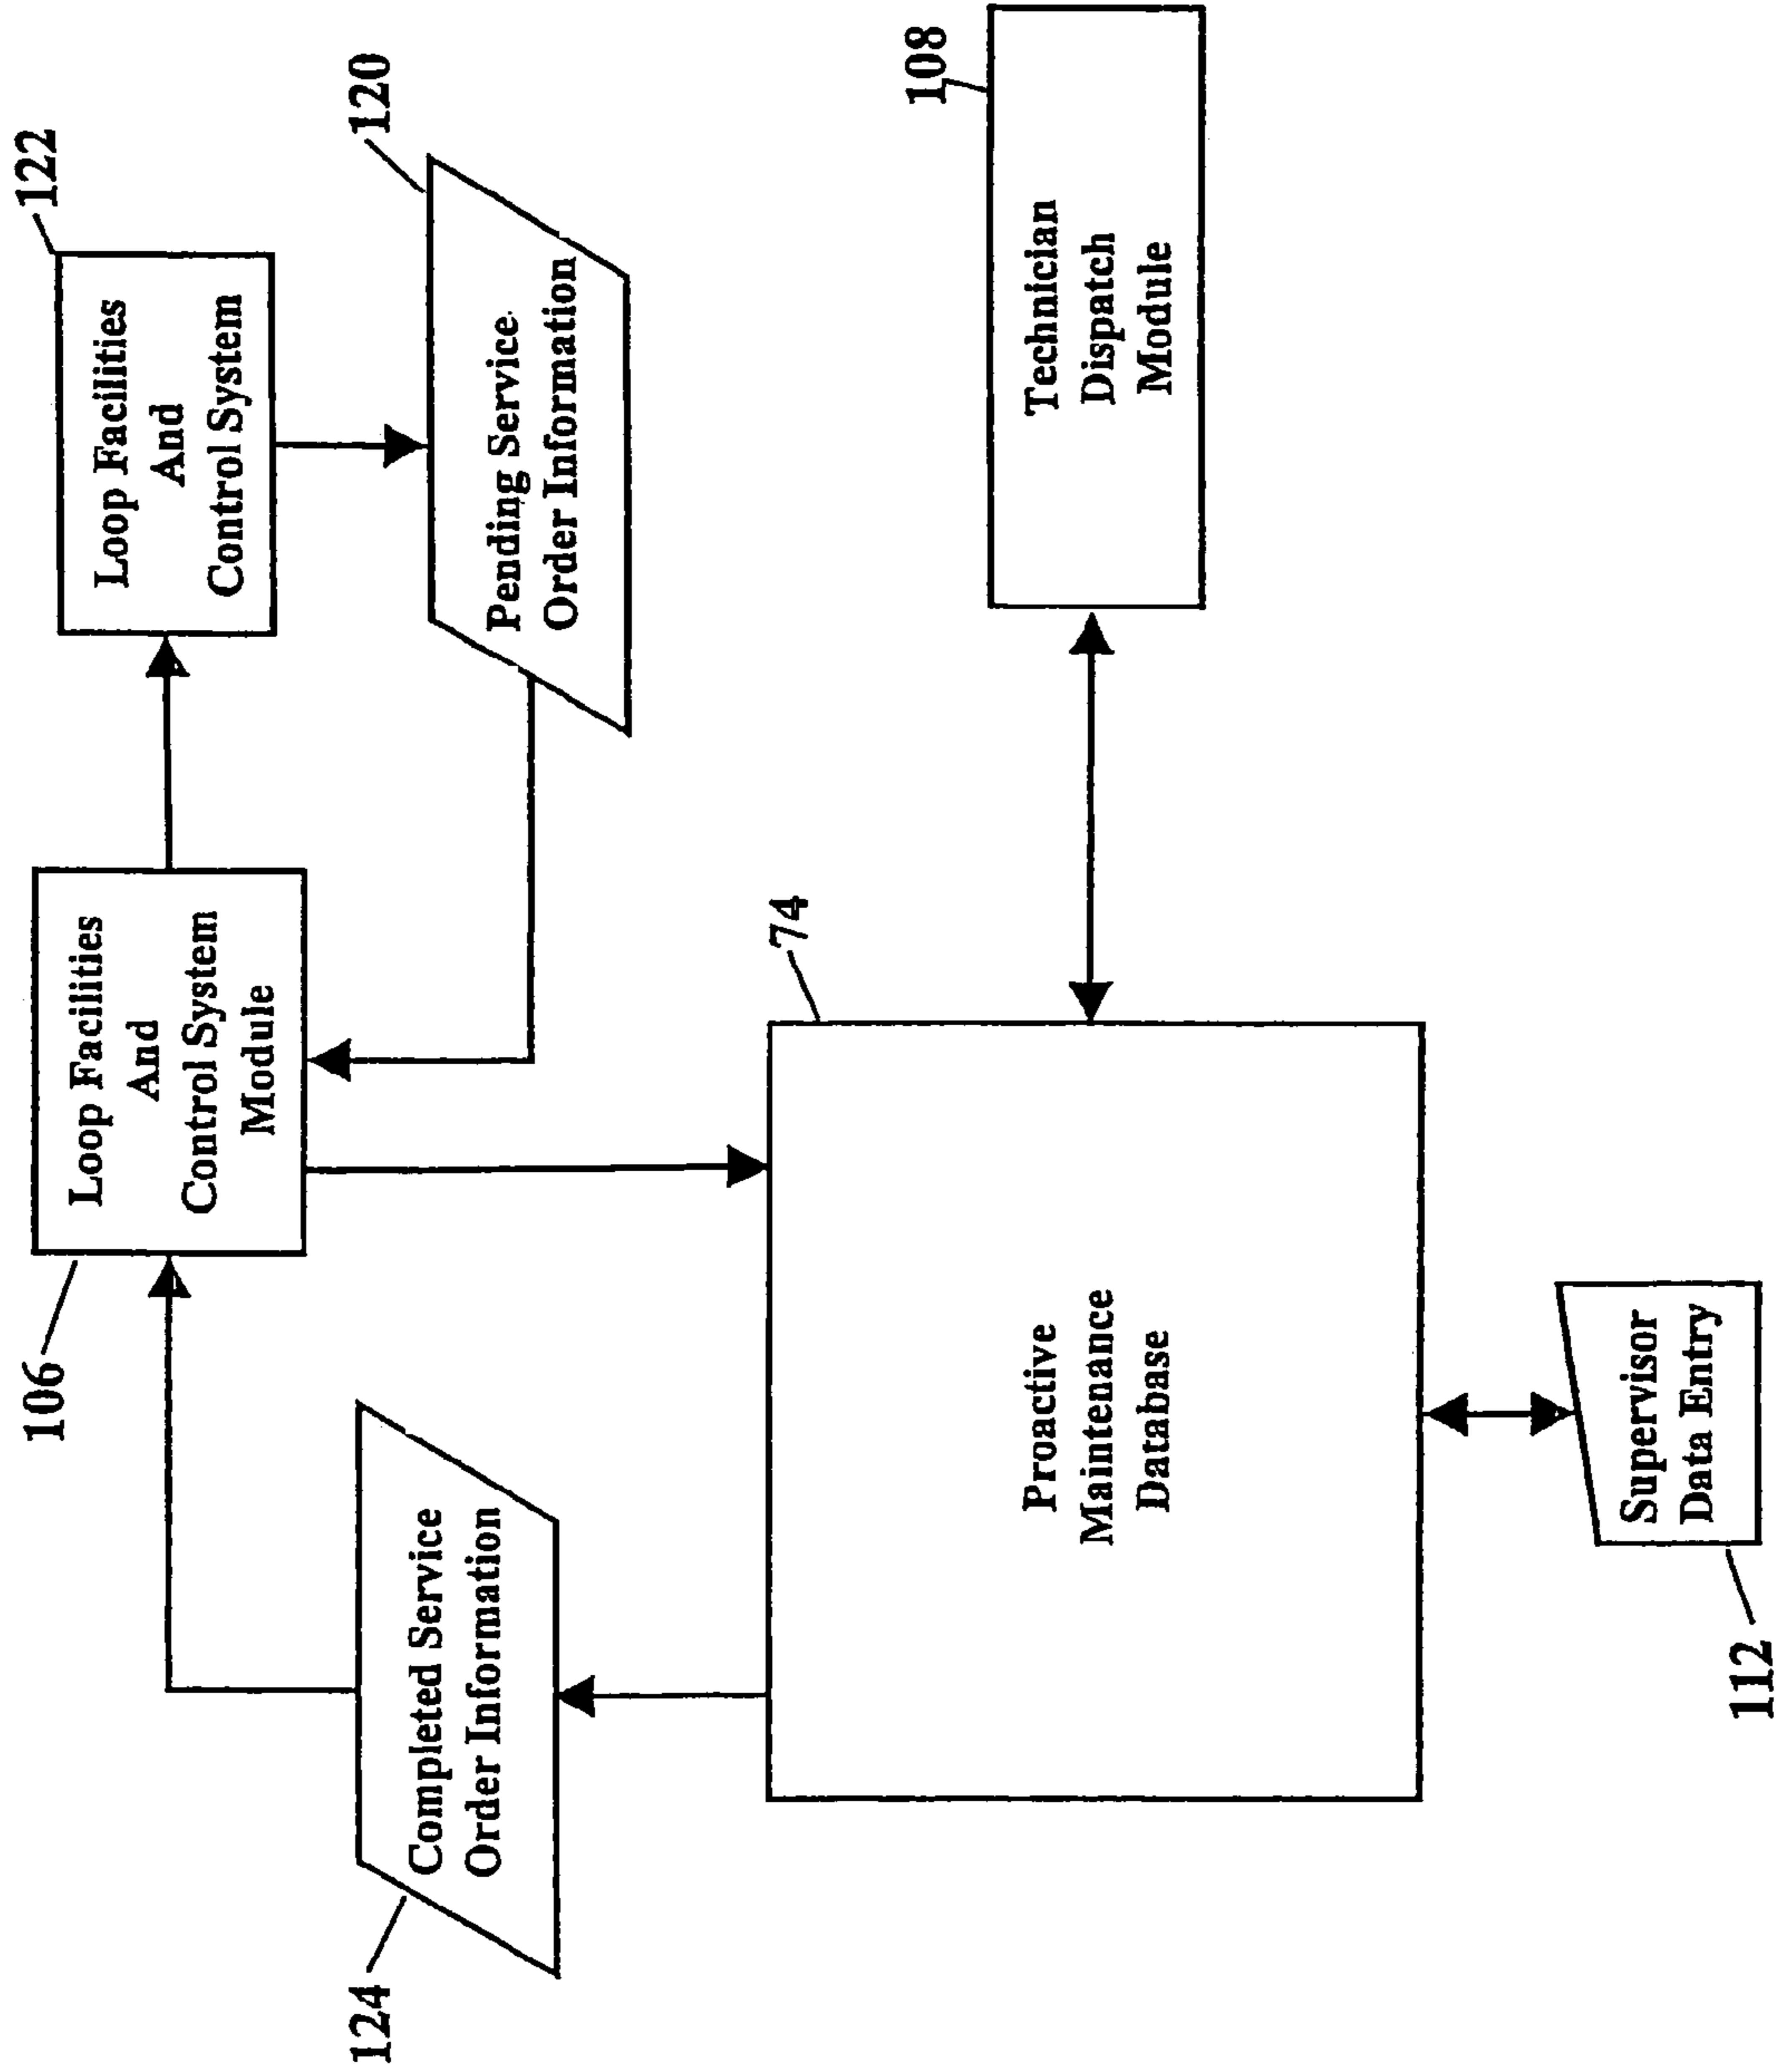 106
Loop Facilities
And
Control System
Module
122
Loop Facilities
And
Control System
124
Completed Service
Order Information
120
Pending Service
Order Information
74
Proactive
Maintenance
Database
108
Technician
Dispatch
Module
112
Supervisor
Data Entry